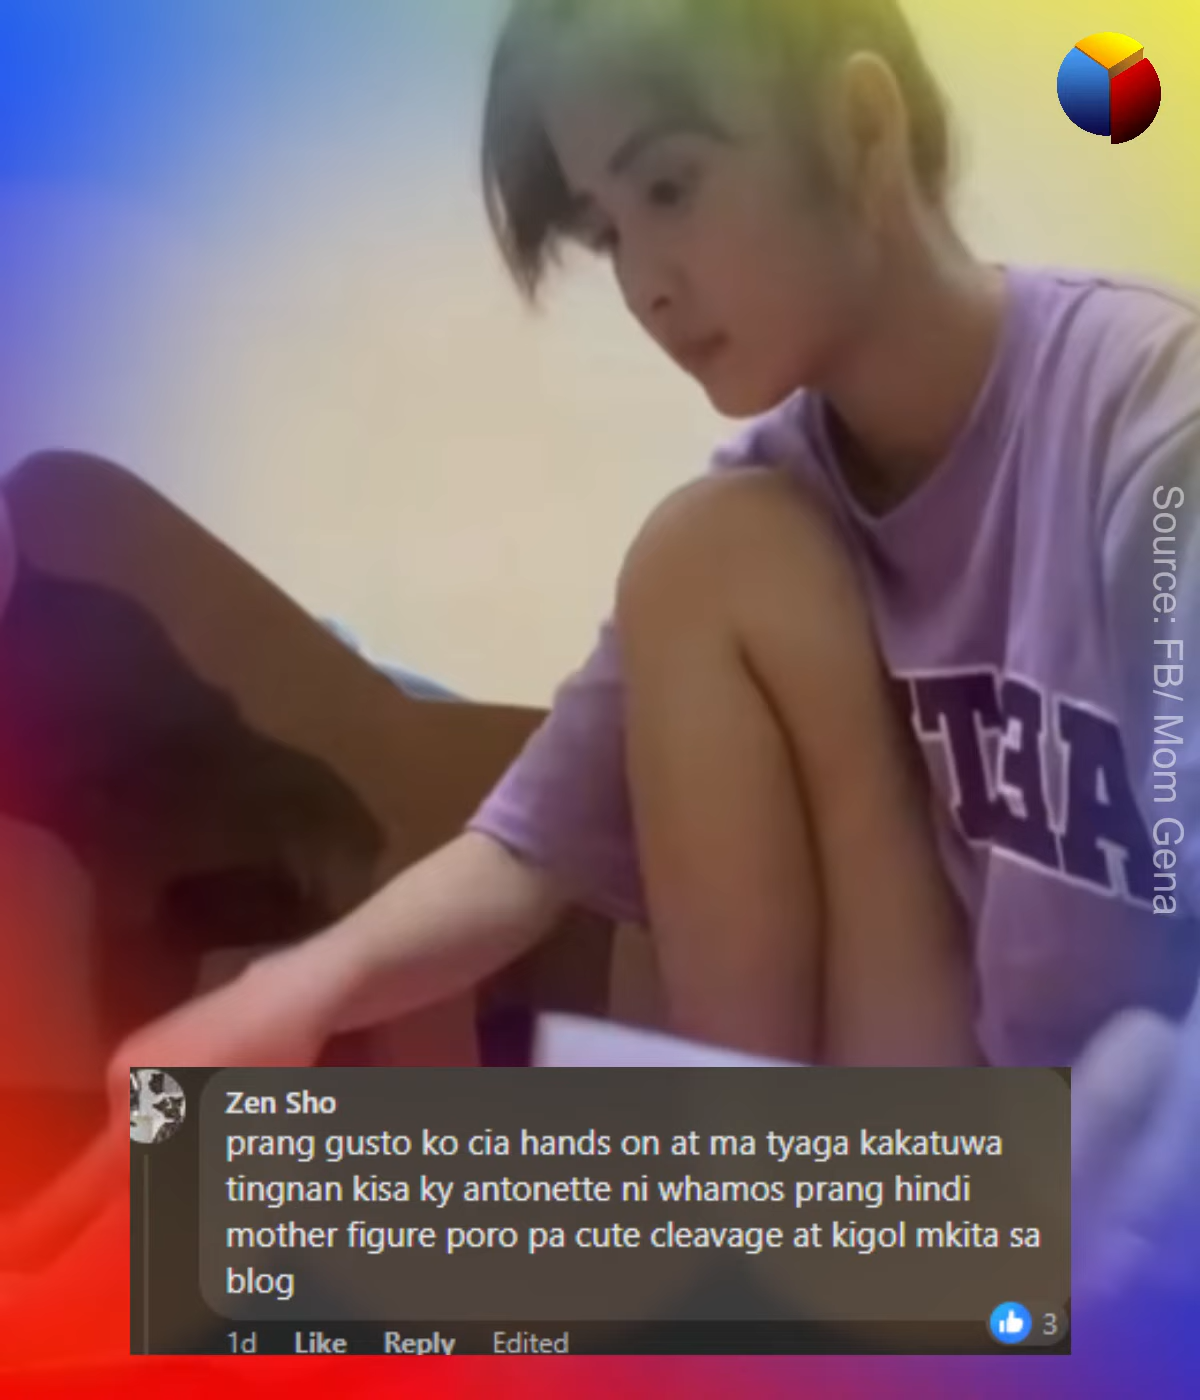 TEA
Source: FB/ Mom Gena
Zen Sho
prang gusto ko cia hands on at ma tyaga kakatuwa
tingnan kisa ky antonette ni whamos prang hindi
mother figure poro pa cute cleavage at kigol mkita sa
blog
1d Like Reply Edited
3